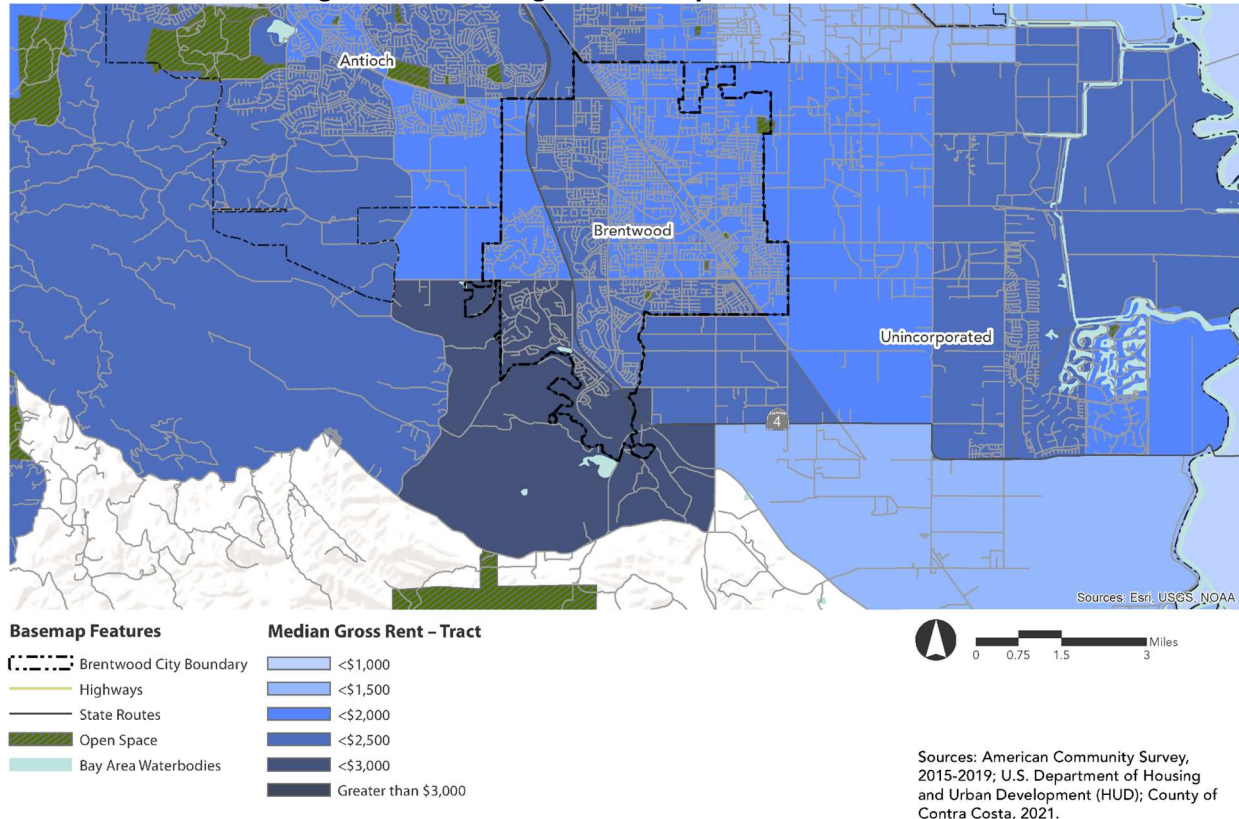 Antioch
Brentwood
Unincorporated
4
Sources: Esri, USGS, NOAA
Basemap Features
Brentwood City Boundary
Highways
State Routes
Open Space
Bay Area Waterbodies
Median Gross Rent – Tract
<$1,000
<$1,500
<$2,000
<$2,500
<$3,000
Greater than $3,000
Miles
0 0.75 1.5 3
Sources: American Community Survey,
2015-2019; U.S. Department of Housing
and Urban Development (HUD); County of
Contra Costa, 2021.